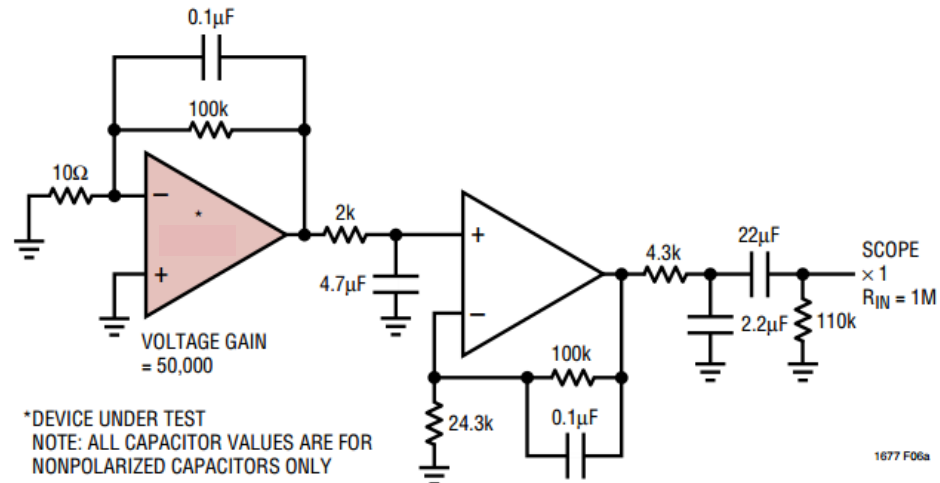 0.1μF
100k
10Ω
−
*
+
2k
4.7μF
VOLTAGE GAIN
= 50,000
+
−
24.3k
100k
0.1μF
4.3k
22μF
2.2μF
110k
SCOPE
× 1
RIN = 1M
*DEVICE UNDER TEST
NOTE: ALL CAPACITOR VALUES ARE FOR
NONPOLARIZED CAPACITORS ONLY
1677 F06a